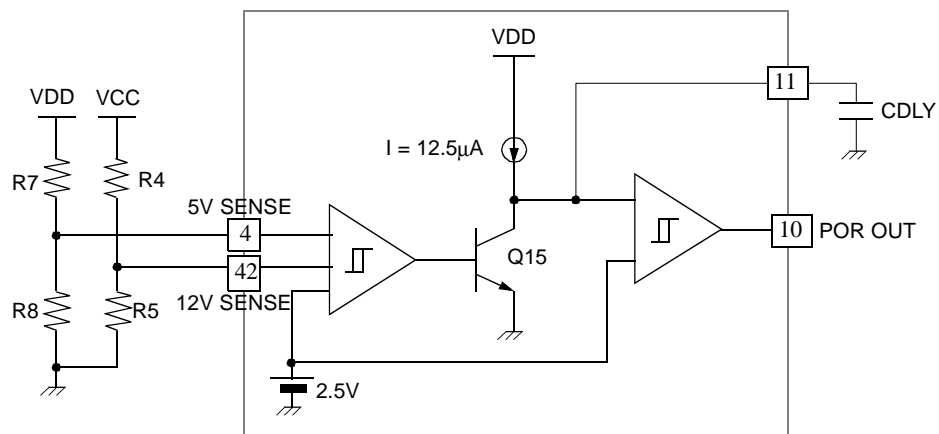 VDD
VDD
VCC
11
CDLY
I = 12.5μA
R7
R4
5V SENSE
4
10
POR OUT
Q15
42
12V SENSE
R8
R5
2.5V